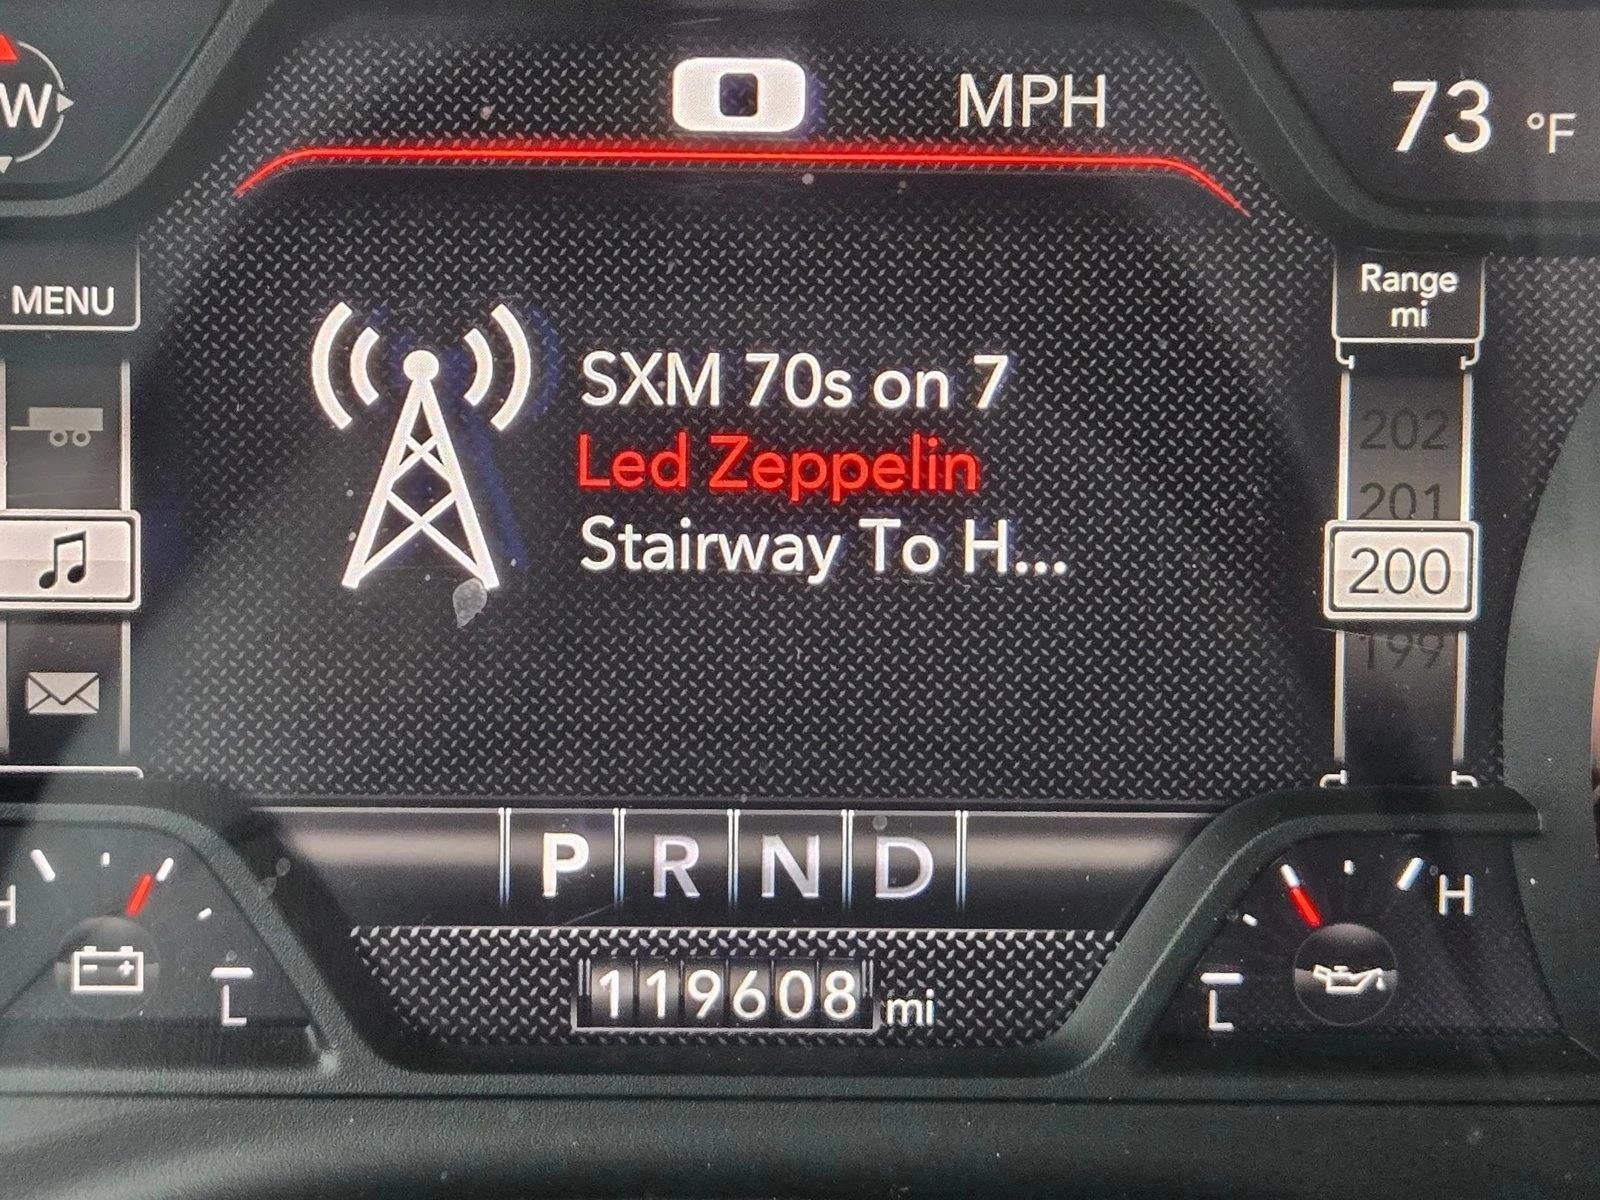 W
0 MPH
73 °F
MENU
Range
mi
SXM 70s on 7
Led Zeppelin
Stairway To H...
202
201
200
199
P R N D
H
L
119608 mi
H
L